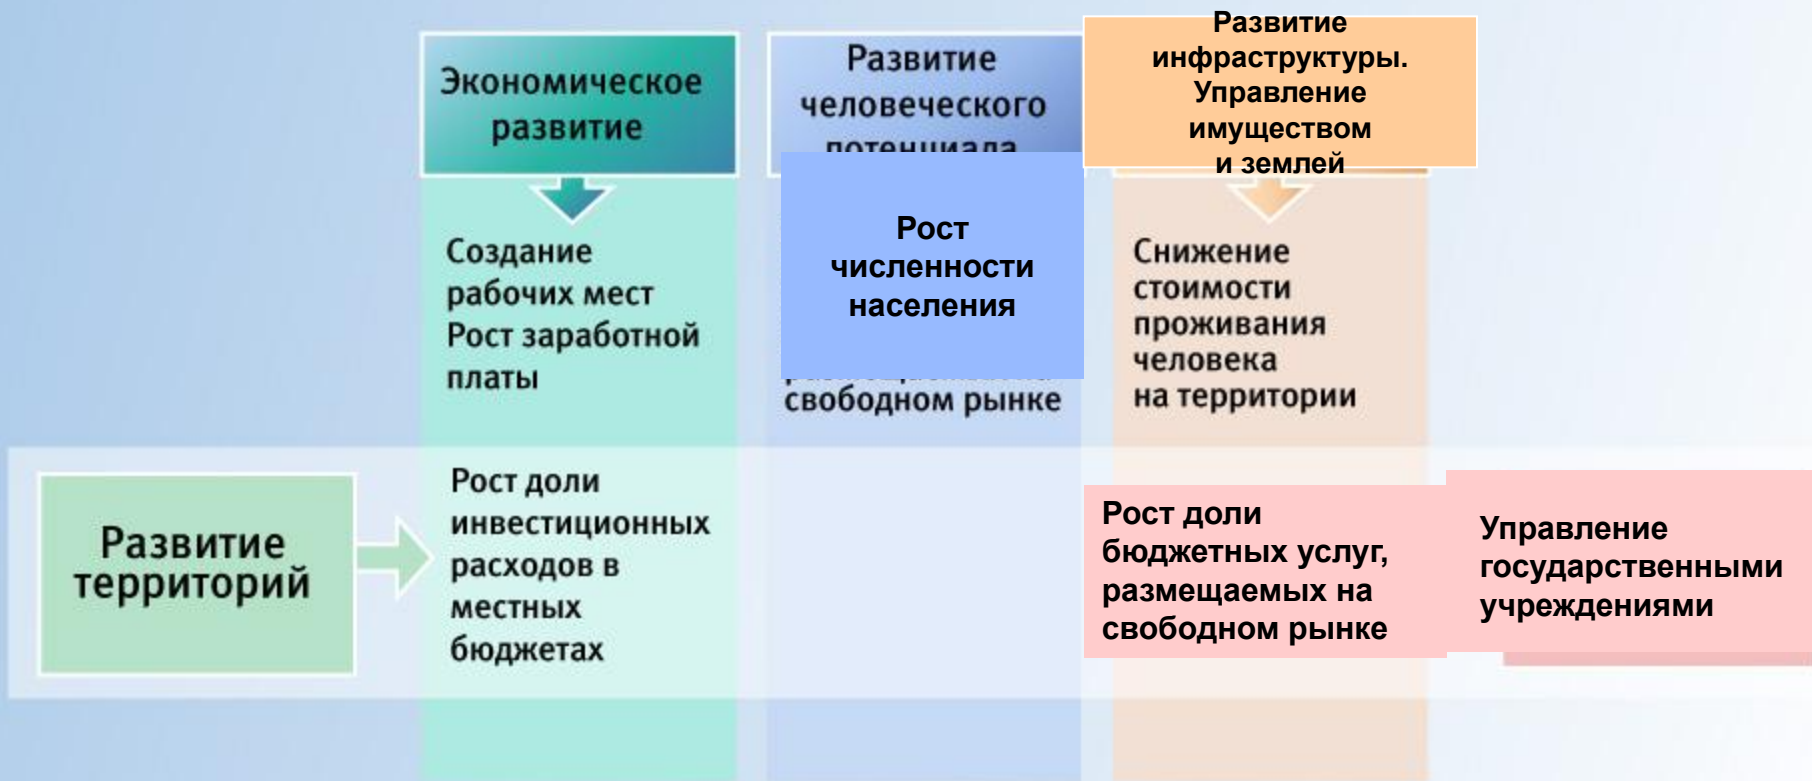 Экономическое
развитие
Развитие
человеческого
потенциала
Развитие
инфраструктуры.
Управление
имуществом
и землей
Создание
рабочих мест
Рост заработной
платы
Рост
численности
населения
свободном рынке
Снижение
стоимости
проживания
человека
на территории
Развитие
территорий
Рост доли
инвестиционных
расходов в
местных
бюджетах
Рост доли
бюджетных услуг,
размещаемых на
свободном рынке
Управление
государственными
учреждениями